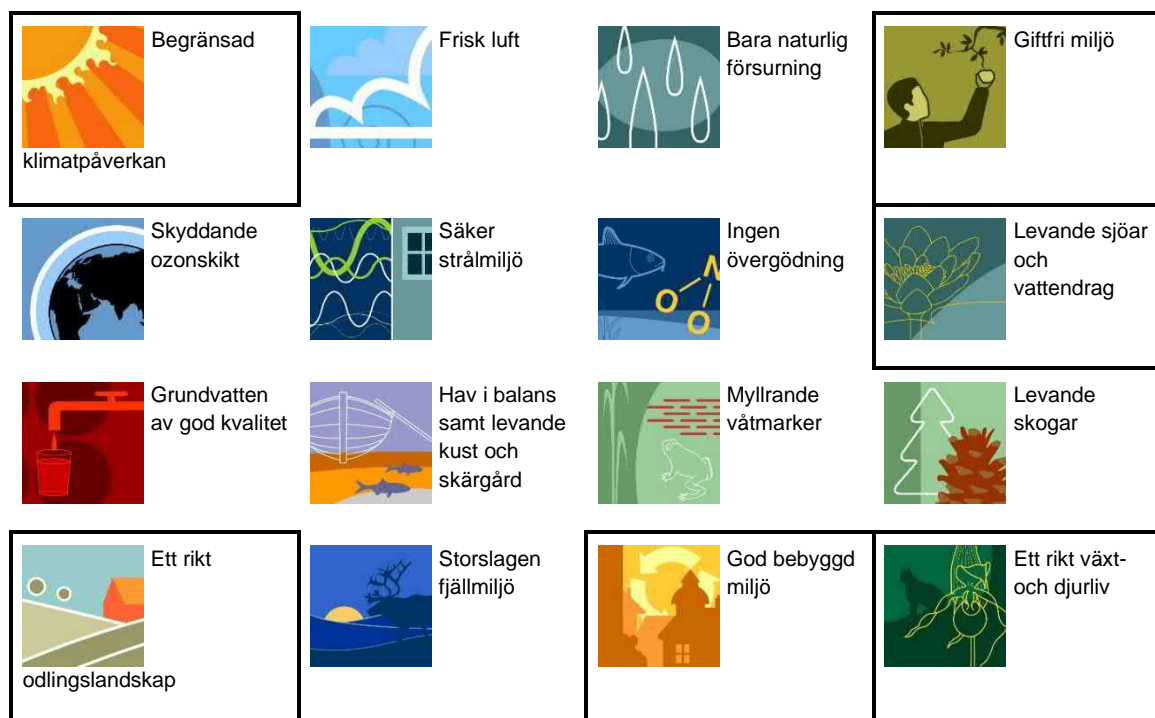 Begränsad
klimatpåverkan
Frisk luft
Bara naturlig
försurning
Giftfri miljö
Skyddande
ozonskikt
Säker
strålmiljö
Ingen
övergödning
N
O
O
Levande sjöar
och
vattendrag
Grundvatten
av god kvalitet
Hav i balans
samt levande
kust och
skärgård
Myllrande
våtmarker
Levande
skogar
Ett rikt
odlingslandskap
Storslagen
fjällmiljö
God bebyggd
miljö
Ett rikt växt-
och djurliv